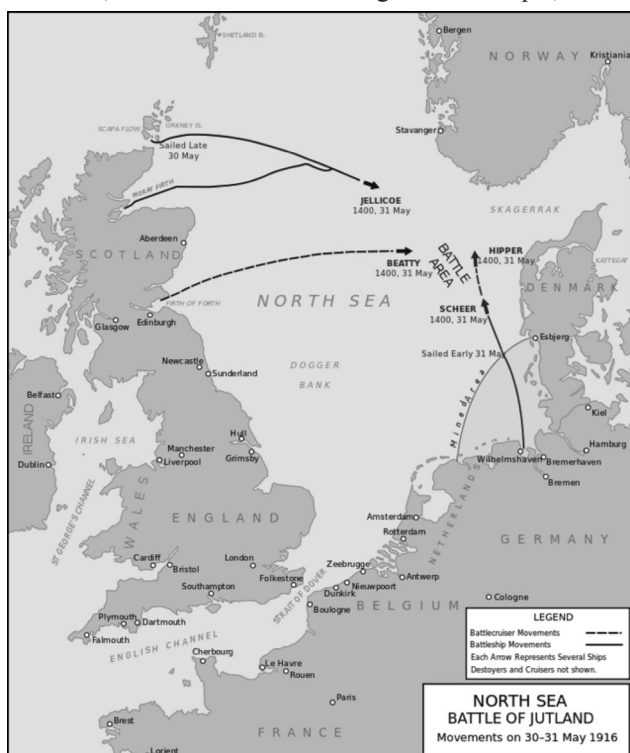 SHETLAND IS.
Bergen
NORWAY
Kristiania
SCAPA FLOW
ORKNEY IS.
Sailed Late
30 May
Stavanger
MORAY FIRTH
JELLICOE
1400, 31 May
SKAGERRAK
Aberdeen
SCOTLAND
BATTLE
AREA
HIPPER
1400, 31 May
BEATTY
1400, 31 May
KATTEGAT
DENMARK
FIRTH OF FORTH
NORTH SEA
SCHEER
1400, 31 May
Glasgow
Edinburgh
Esbjerg
Sailed Early 31 May
Newcastle
Sunderland
DOGGER
BANK
Mined Area
Belfast
Kiel
IRELAND
IRISH SEA
Hull
Grimsby
Manchester
Liverpool
Dublin
Wilhelmshaven
Hamburg
Bremerhaven
Bremen
ST GEORGE'S CHANNEL
WALES
ENGLAND
Amsterdam
Rotterdam
NETHERLANDS
GERMANY
Cardiff
Bristol
London
Folkestone
Zeebrugge
Nieuwpoort
Dunkirk
Antwerp
Southampton
STRAIT OF DOVER
Boulogne
BELGIUM
Cologne
Plymouth
Dartmouth
Falmouth
ENGLISH CHANNEL
Cherbourg
Le Havre
Rouen
Paris
Brest
FRANCE
Lorient
LEGEND
Battlecruiser Movements
Battleship Movements
Each Arrow Represents Several Ships
Destoyers and Cruisers not shown.
NORTH SEA
BATTLE OF JUTLAND
Movements on 30–31 May 1916